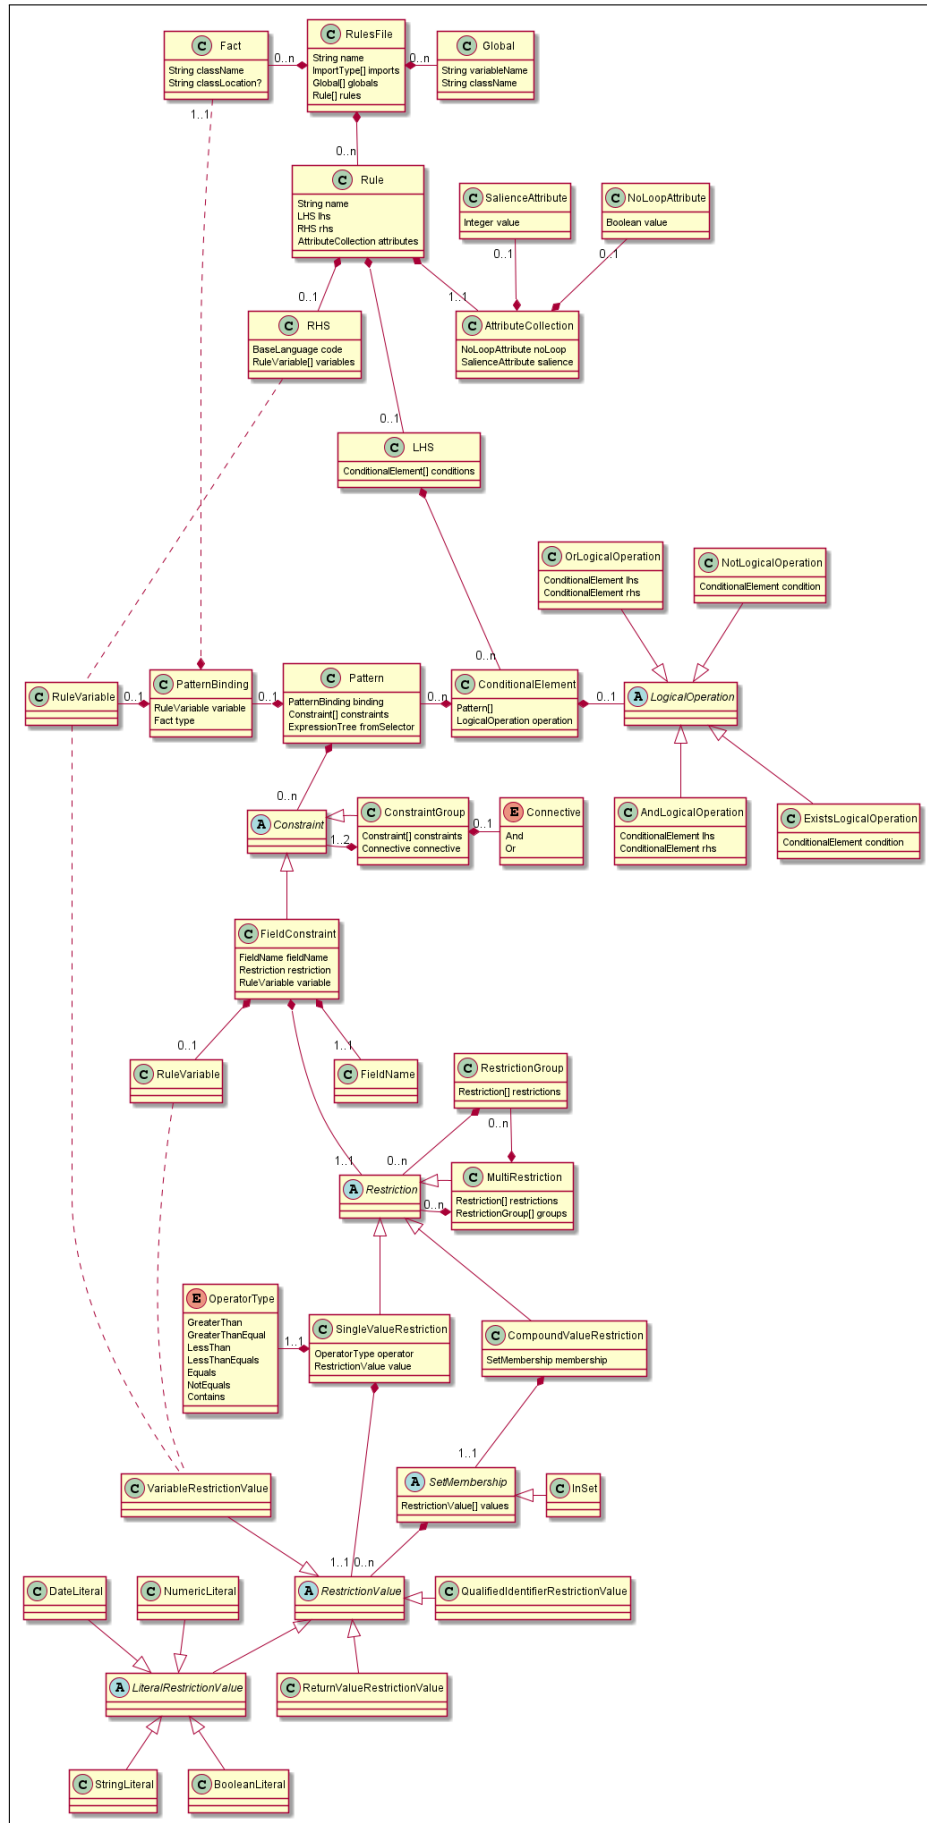 C Fact
String className
String classLocation?
C RulesFile
String name
ImportType[] imports
Global[] globals
Rule[] rules
C Global
String variableName
String className
0..n
0..n
1..1
0..n
C Rule
String name
LHS lhs
RHS rhs
AttributeCollection attributes
C SalienceAttribute
Integer value
C NoLoopAttribute
Boolean value
0..1
0..1
0..1
1..1
C RHS
BaseLanguage code
RuleVariable[] variables
C AttributeCollection
NoLoopAttribute noLoop
SalienceAttribute salience
0..1
C LHS
ConditionalElement[] conditions
C OrLogicalOperation
ConditionalElement lhs
ConditionalElement rhs
C NotLogicalOperation
ConditionalElement condition
0..n
C RuleVariable
0..1
C PatternBinding
RuleVariable variable
Fact type
0..1
C Pattern
PatternBinding binding
Constraint[] constraints
ExpressionTree fromSelector
0..n
C ConditionalElement
Pattern[]
LogicalOperation operation
0..1
A LogicalOperation
0..n
A Constraint
1..2
C ConstraintGroup
Constraint[] constraints
Connective connective
0..1
E Connective
And
Or
C AndLogicalOperation
ConditionalElement lhs
ConditionalElement rhs
C ExistsLogicalOperation
ConditionalElement condition
C FieldConstraint
FieldName fieldName
Restriction restriction
RuleVariable variable
0..1
1..1
C RuleVariable
C FieldName
C RestrictionGroup
Restriction[] restrictions
0..n
1..1
0..n
A Restriction
0..n
C MultiRestriction
Restriction[] restrictions
RestrictionGroup[] groups
E OperatorType
GreaterThan
GreaterThanEqual
LessThan
LessThanEquals
Equals
NotEquals
Contains
1..1
C SingleValueRestriction
OperatorType operator
RestrictionValue value
C CompoundValueRestriction
SetMembership membership
1..1
C VariableRestrictionValue
A SetMembership
RestrictionValue[] values
C InSet
1..1
0..n
C DateLiteral
C NumericLiteral
A RestrictionValue
C QualifiedIdentifierRestrictionValue
A LiteralRestrictionValue
C ReturnValueRestrictionValue
C StringLiteral
C BooleanLiteral